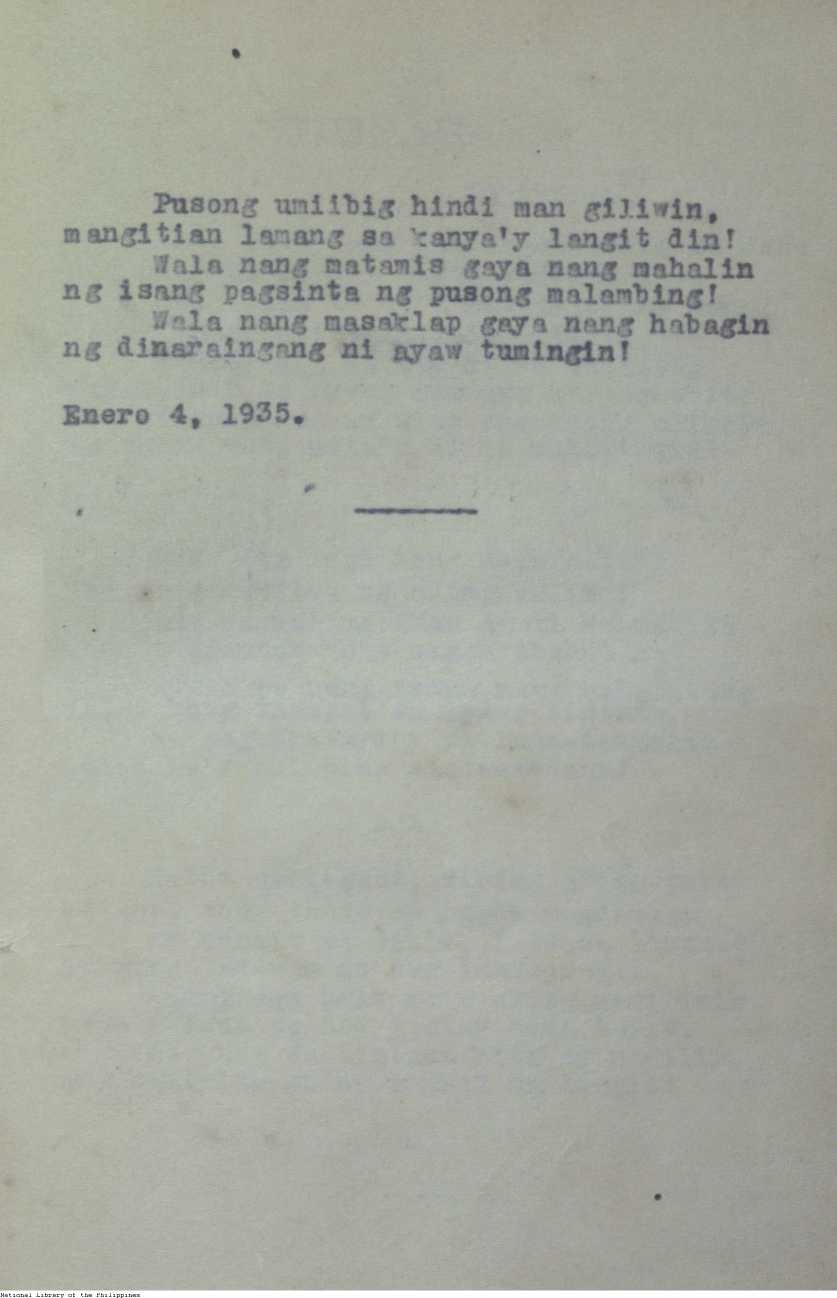 Pusong umiibig hindi man giliwin,
mangitian lamang sa kanya'y langit din!
Wala nang matamis gaya nang mahalin
ng isang pagsinta ng pusong malambing!
Wala nang masaklap gaya nang habagin
ng dinaraingang ni ayaw tumingin!
Enero 4, 1935.
National Library of the Philippines